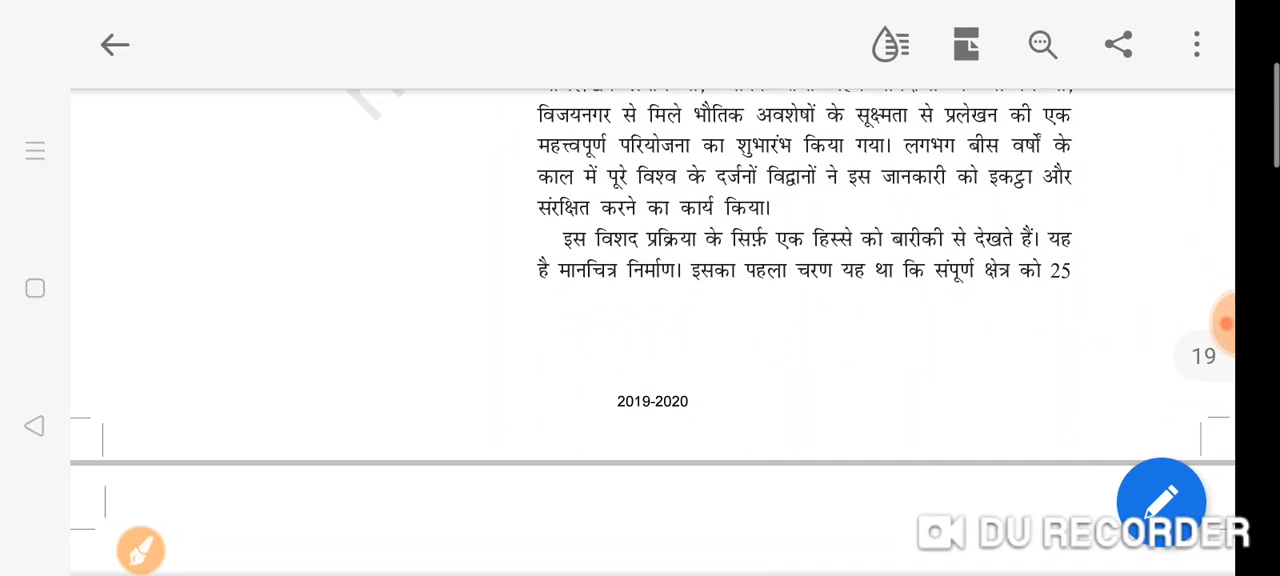 विजयनगर से मिले भौतिक अवशेषों के सूक्ष्मता से प्रलेखन की एक
महत्त्वपूर्ण परियोजना का शुभारंभ किया गया। लगभग बीस वर्षों के
काल में पूरे विश्व के दर्जनों विद्वानों ने इस जानकारी को इकट्ठा और
संरक्षित करने का कार्य किया।
इस विशद प्रक्रिया के सिर्फ़ एक हिस्से को बारीकी से देखते हैं। यह
है मानचित्र निर्माण। इसका पहला चरण यह था कि संपूर्ण क्षेत्र को 25
19
2019-2020
DU RECORDER